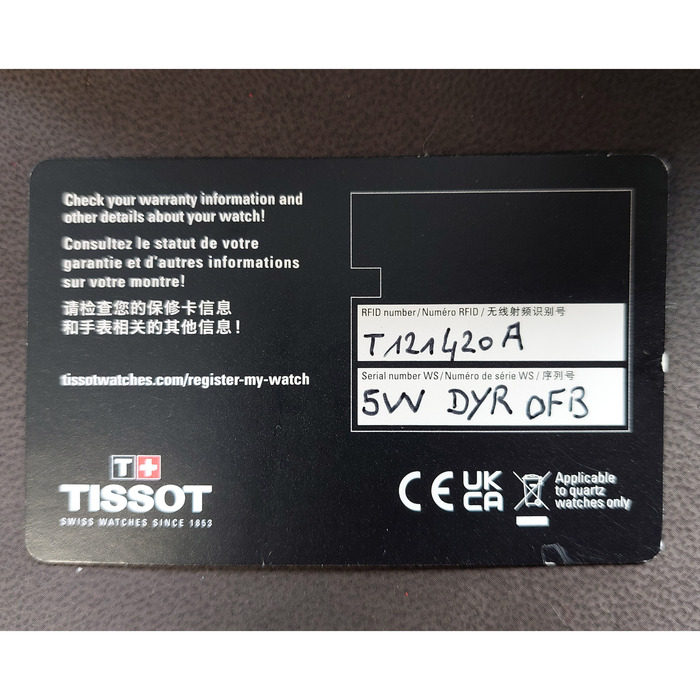 Check your warranty information and
other details about your watch!
Consultez le statut de votre
garantie et d'autres informations
sur votre montre!
请检查您的保修卡信息
和手表相关的其他信息！
tissotwatches.com/register-my-watch
T+
TISSOT
SWISS WATCHES SINCE 1853
RFID number/Numéro RFID/无线射频识别号
T121420A
Serial number WS/Numéro de série WS/序列号
5W DYR OFB
CE UK
CA
Applicable
to quartz
watches only